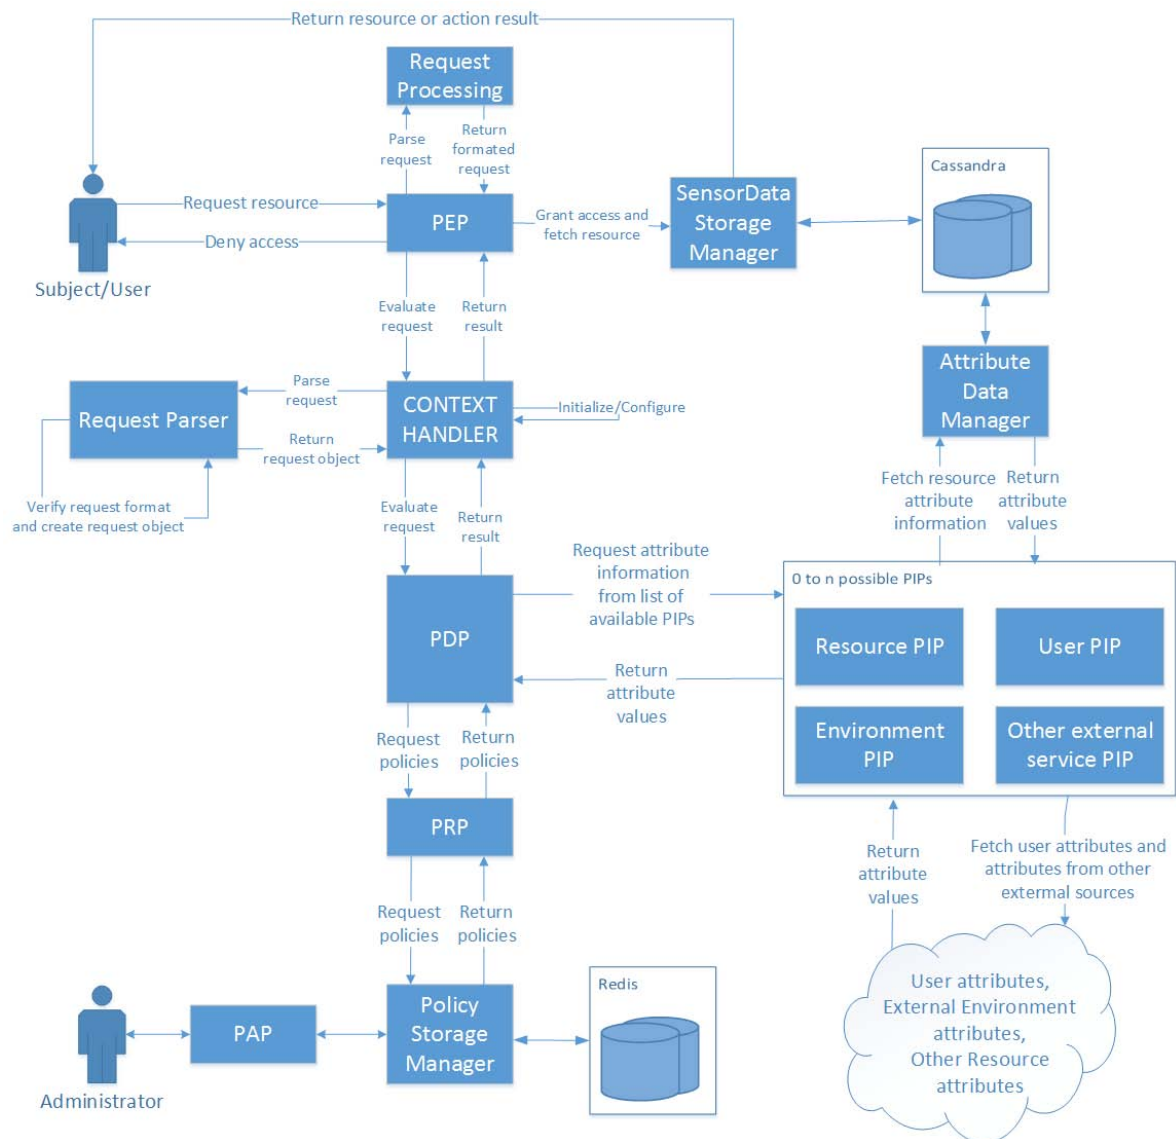 Return resource or action result
Request
Processing
Parse
request
Return
formated
request
Cassandra
Request resource
PEP
Grant access and
fetch resource
SensorData
Storage
Manager
Deny access
Subject/User
Evaluate
request
Return
result
Attribute
Data
Manager
Request Parser
Parse
request
CONTEXT
HANDLER
Initialize/Configure
Return
request object
Verify request format
and create request object
Evaluate
request
Return
result
Fetch resource
attribute
information
Return
attribute
values
Request attribute
information
from list of
available PIPs
0 to n possible PIPs
PDP
Resource PIP
User PIP
Return
attribute
values
Environment
PIP
Other external
service PIP
Request
policies
Return
policies
PRP
Return
attribute
values
Fetch user attributes and
attributes from other
external sources
Request
policies
Return
policies
Redis
PAP
Policy
Storage
Manager
Administrator
User attributes,
External Environment
attributes,
Other Resource
attributes